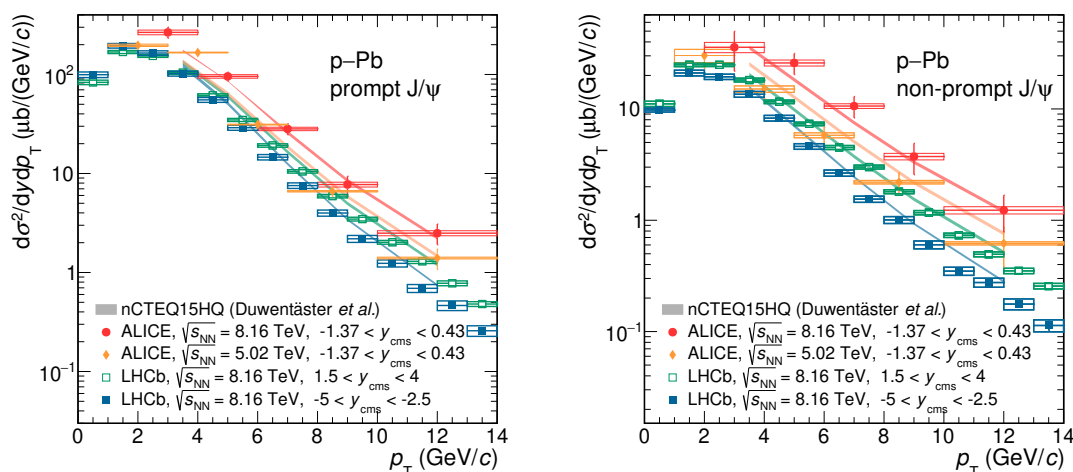 dσ²/dydp_T (μb/(GeV/c))
10²
10
1
10⁻¹
p−Pb
prompt J/ψ
nCTEQ15HQ (Duwentäster et al.)
ALICE, √s_NN = 8.16 TeV, -1.37 < y_cms < 0.43
ALICE, √s_NN = 5.02 TeV, -1.37 < y_cms < 0.43
LHCb, √s_NN = 8.16 TeV, 1.5 < y_cms < 4
LHCb, √s_NN = 8.16 TeV, -5 < y_cms < -2.5
0 2 4 6 8 10 12 14
p_T (GeV/c)
dσ²/dydp_T (μb/(GeV/c))
10
1
10⁻¹
p−Pb
non-prompt J/ψ
nCTEQ15HQ (Duwentäster et al.)
ALICE, √s_NN = 8.16 TeV, -1.37 < y_cms < 0.43
ALICE, √s_NN = 5.02 TeV, -1.37 < y_cms < 0.43
LHCb, √s_NN = 8.16 TeV, 1.5 < y_cms < 4
LHCb, √s_NN = 8.16 TeV, -5 < y_cms < -2.5
0 2 4 6 8 10 12 14
p_T (GeV/c)